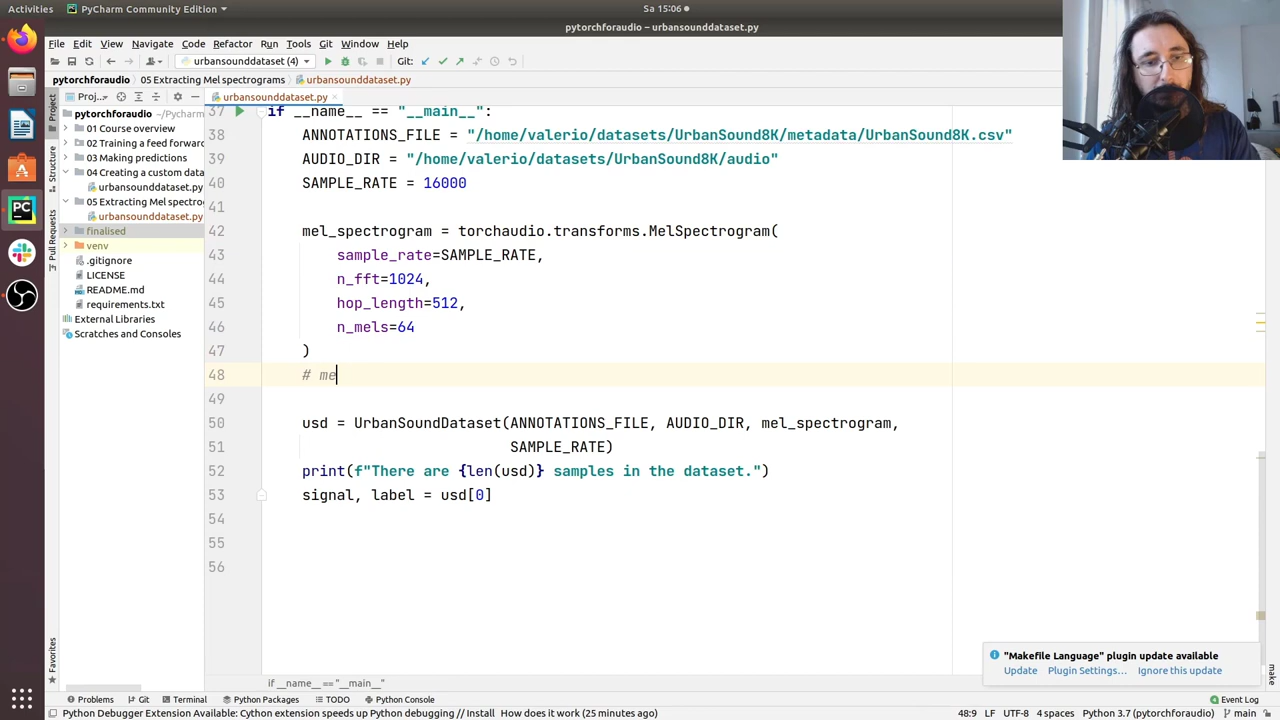 Activities
PyCharm Community Edition
Sa 15:06
pytorchforaudio – urbansounddataset.py
File Edit View Navigate Code Refactor Run Tools Git Window Help
urbansounddataset (4) Git:
pytorchforaudio 05 Extracting Mel spectrograms urbansounddataset.py
Proj... urbansounddataset.py
Project
Structure
Pull Requests
Favorites
pytorchforaudio ~/Pycharm
01 Course overview
02 Training a feed forward
03 Making predictions
04 Creating a custom data
urbansounddataset.py
05 Extracting Mel spectro
urbansounddataset.py
finalised
venv
.gitignore
LICENSE
README.md
requirements.txt
External Libraries
Scratches and Consoles
37 if __name__ == "__main__":
38 ANNOTATIONS_FILE = "/home/valerio/datasets/UrbanSound8K/metadata/UrbanSound8K.csv"
39 AUDIO_DIR = "/home/valerio/datasets/UrbanSound8K/audio"
40 SAMPLE_RATE = 16000
41
42 mel_spectrogram = torchaudio.transforms.MelSpectrogram(
43 sample_rate=SAMPLE_RATE,
44 n_fft=1024,
45 hop_length=512,
46 n_mels=64
47 )
48 # me
49
50 usd = UrbanSoundDataset(ANNOTATIONS_FILE, AUDIO_DIR, mel_spectrogram,
51 SAMPLE_RATE)
52 print(f"There are {len(usd)} samples in the dataset.")
53 signal, label = usd[0]
54
55
56
"Makefile Language" plugin update available
Update Plugin Settings... Ignore this update
make
if __name__ == "__main__"
Problems Git Terminal Python Packages TODO Python Console Event Log
Python Debugger Extension Available: Cython extension speeds up Python debugging // Install How does it work (25 minutes ago) 48:9 LF UTF-8 4 spaces Python 3.7 (pytorchforaudio) main